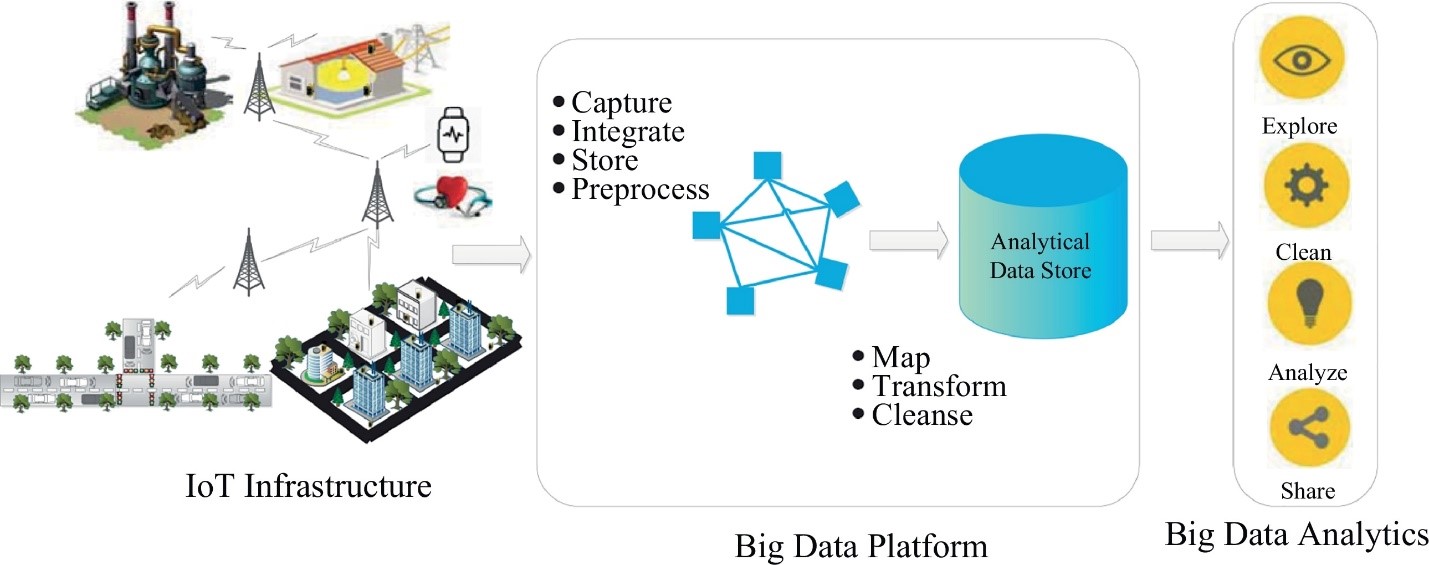 • Capture
• Integrate
• Store
• Preprocess
Analytical
Data Store
• Map
• Transform
• Cleanse
Explore
Clean
Analyze
Share
IoT Infrastructure
Big Data Platform
Big Data Analytics